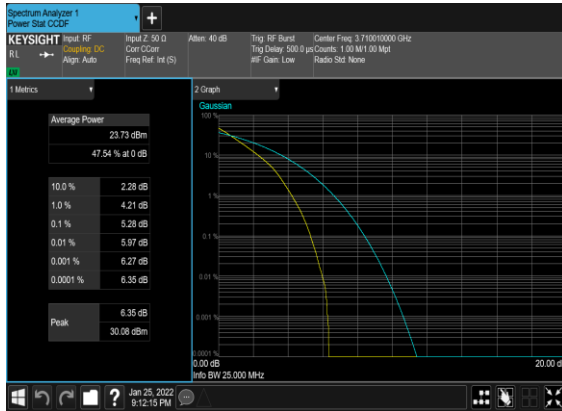 Spectrum Analyzer 1
Power Stat CCDF
+
KEYSIGHT
RL
Input: RF
Coupling: DC
Align: Auto
Input Z: 50 Ω
Corr CCorr
Freq Ref: Int (S)
Atten: 40 dB
Trig: RF Burst
Trig Delay: 500.0 µs
#IF Gain: Low
Center Freq: 3.710010000 GHz
Counts: 1.00 M/1.00 Mpt
Radio Std: None
1 Metrics
Average Power
23.73 dBm
47.54 % at 0 dB
10.0 % 2.28 dB
1.0 % 4.21 dB
0.1 % 5.28 dB
0.01 % 5.97 dB
0.001 % 6.27 dB
0.0001 % 6.35 dB
Peak
6.35 dB
30.08 dBm
2 Graph
Gaussian
100 %
10 %
1 %
0.1 %
0.01 %
0.001 %
0.0001 %
0.00 dB
20.00 dB
Info BW 25.000 MHz
?
Jan 25, 2022
9:12:15 PM